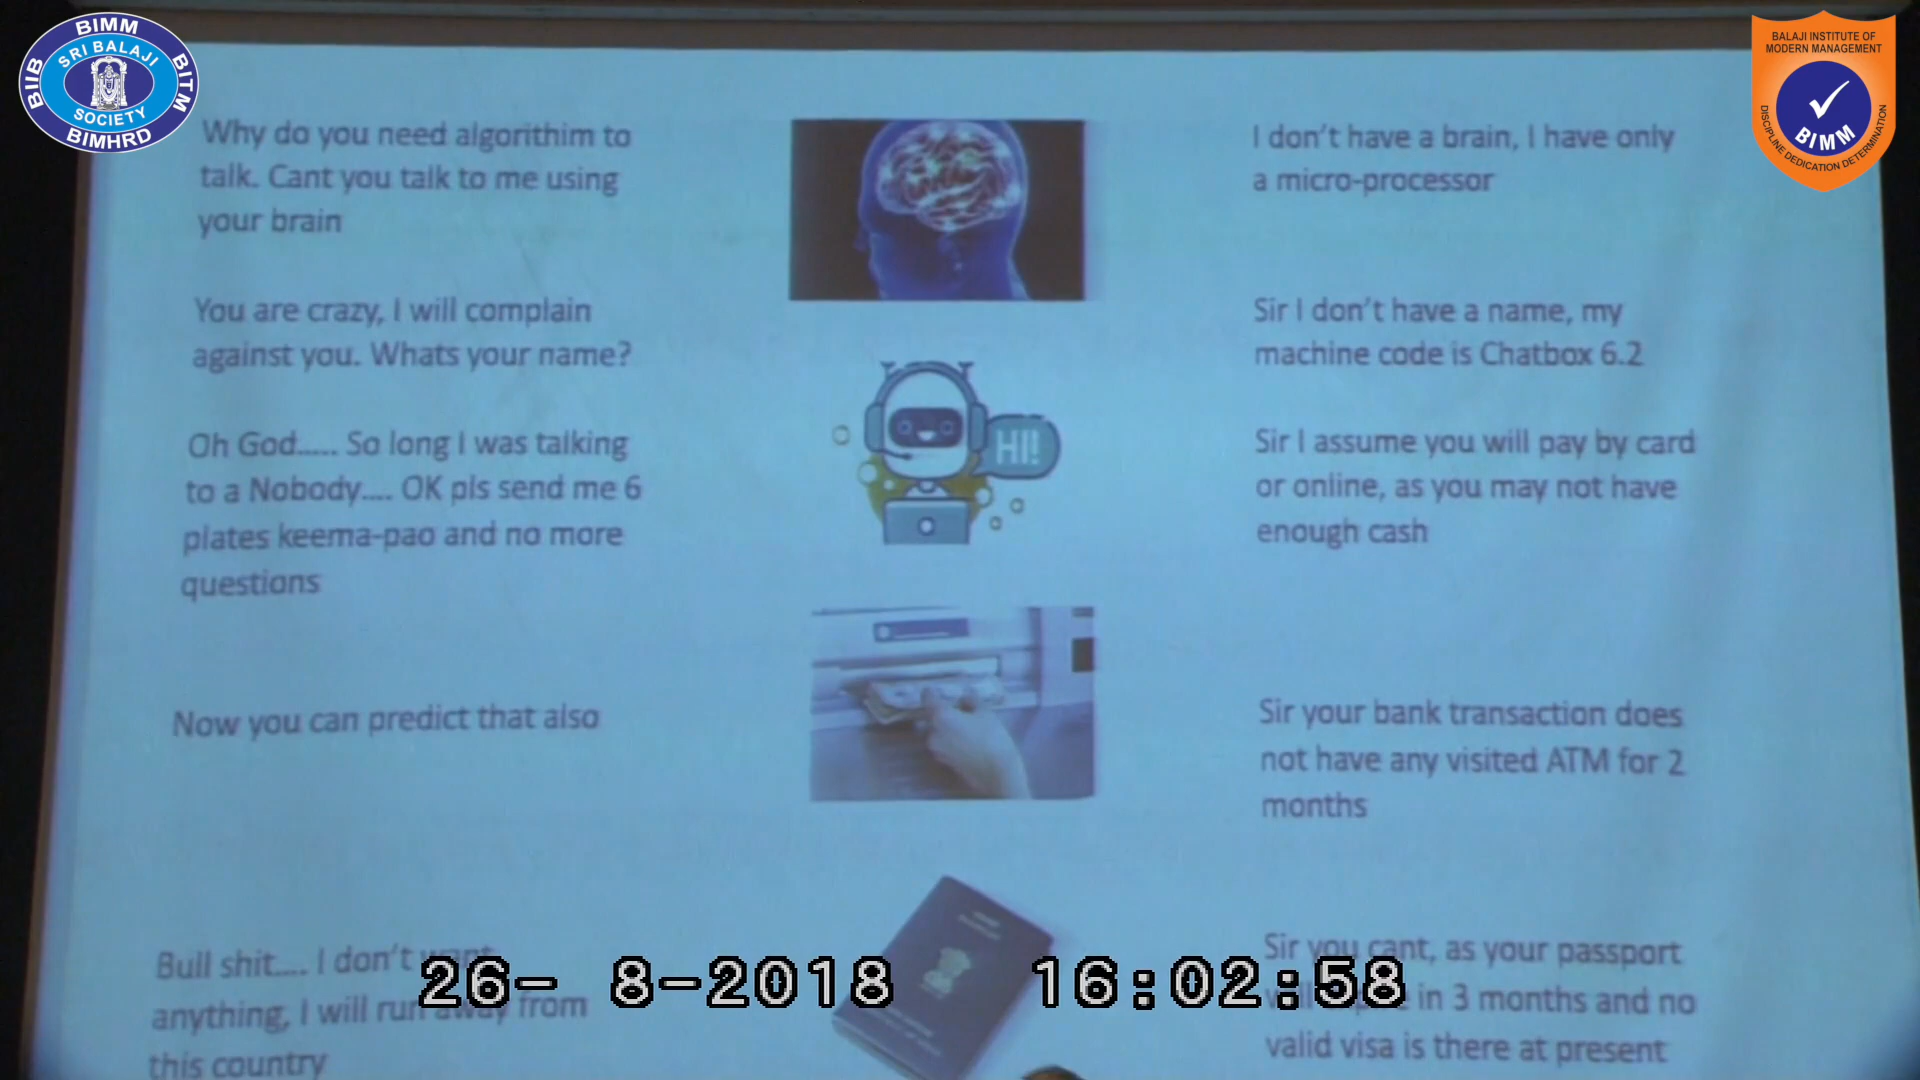 BIMM
BIIB
SRI BALAJI
SOCIETY
BITM
BIMHRD
BALAJI INSTITUTE OF
MODERN MANAGEMENT
BIMM
DISCIPLINE DEDICATION DETERMINATION
Why do you need algorithim to
talk. Cant you talk to me using
your brain
I don't have a brain, I have only
a micro-processor
You are crazy, I will complain
against you. Whats your name?
Sir I don't have a name, my
machine code is Chatbox 6.2
HI!
Oh God..... So long I was talking
to a Nobody.... OK pls send me 6
plates keema-pao and no more
questions
Sir I assume you will pay by card
or online, as you may not have
enough cash
Now you can predict that also
Sir your bank transaction does
not have any visited ATM for 2
months
Bull shit.... I don't want
anything, I will run away from
this country
Sir you cant, as your passport
in 3 months and no
valid visa is there at present
26- 8-2018 16:02:58